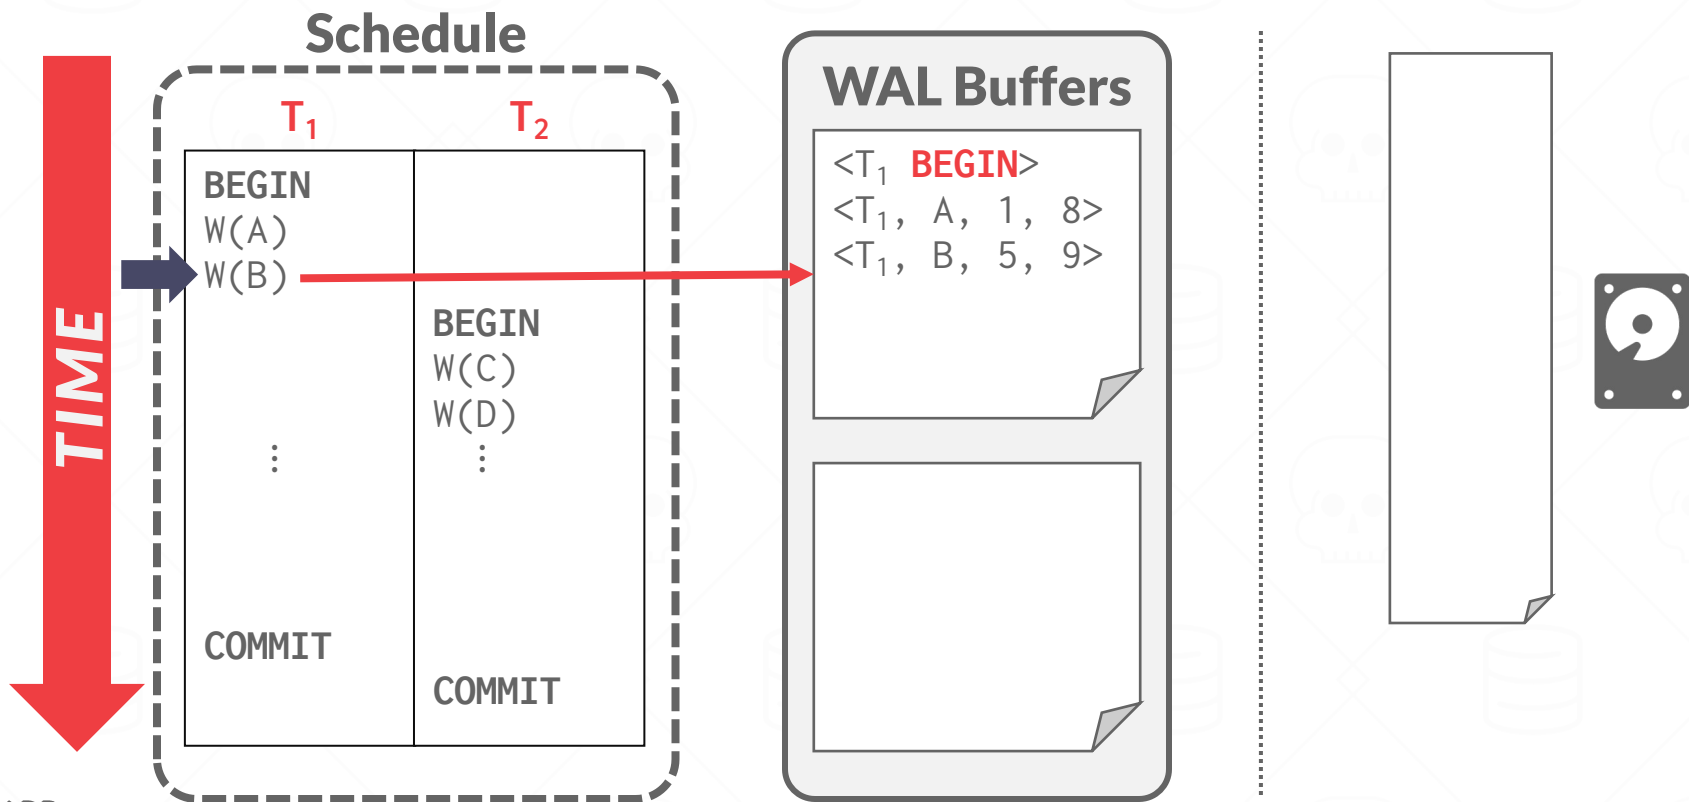 Schedule
TIME
T₁ T₂
BEGIN
W(A)
W(B)
BEGIN
W(C)
W(D)
⋮ ⋮
COMMIT
COMMIT
WAL Buffers
<T₁ BEGIN>
<T₁, A, 1, 8>
<T₁, B, 5, 9>